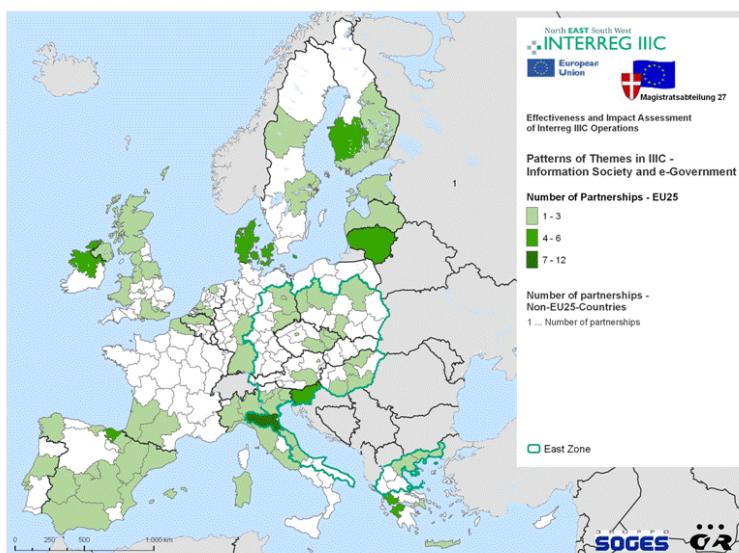 North EAST South West
INTERREG IIIC
European
Union
Magistratsabteilung 27
Effectiveness and Impact Assessment
of Interreg IIIC Operations
Patterns of Themes in IIIC -
Information Society and e-Government
Number of Partnerships - EU25
1 - 3
4 - 6
7 - 12
Number of partnerships -
Non-EU25-Countries
1 ... Number of partnerships
1
East Zone
0 250 500 1 000 km
GRUPPO
SOGES
ÖIR